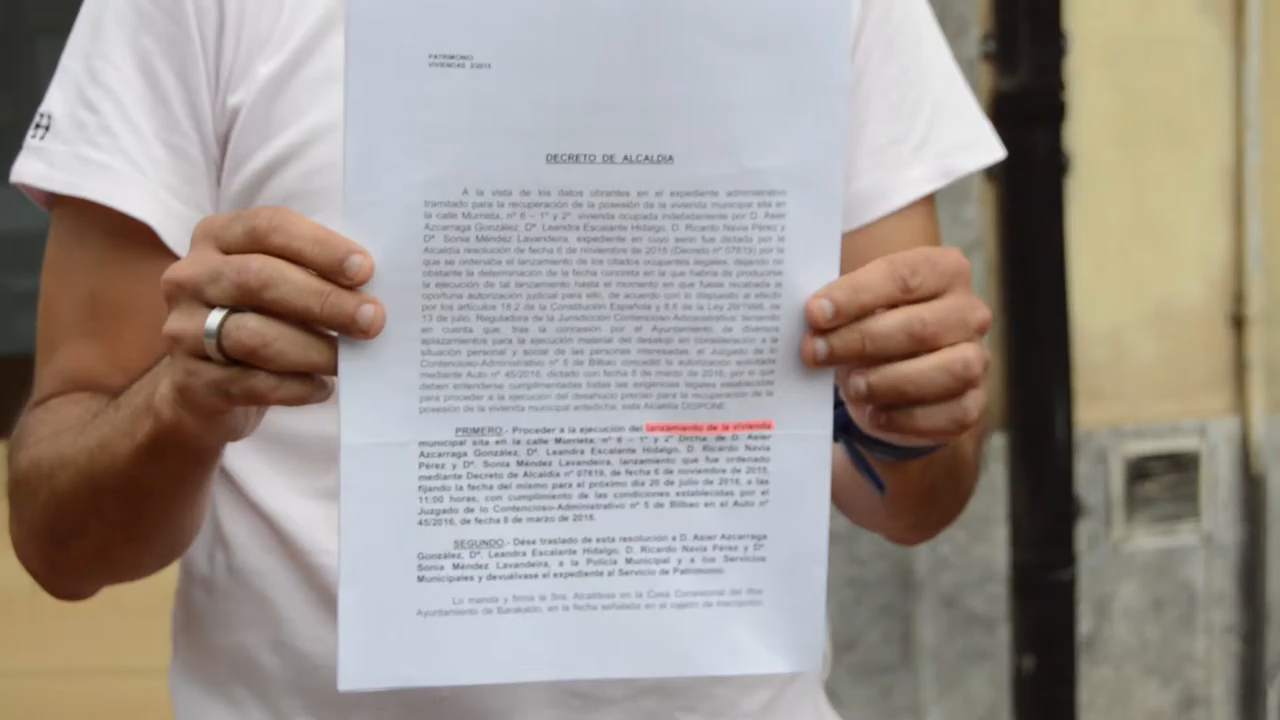 PATRIMONIO
VIVIENDAS 2/2015
DECRETO DE ALCALDIA
A la vista de los datos obrantes en el expediente administrativo
tramitado para la recuperación de la posesión de la vivienda municipal sita en
la calle Murrieta, nº 6 – 1º y 2º vivienda ocupada indebidamente por D. Asier
Azcarraga González, Dª. Leandra Escalante Hidalgo, D. Ricardo Navia Pérez y
Dª. Sonia Méndez Lavandeira, expediente en cuyo seno fue dictada por la
Alcaldía resolución de fecha 6 de noviembre de 2015 (Decreto nº 07819) por la
que se ordenaba el lanzamiento de los citados ocupantes ilegales, dejando no
obstante la determinación de la fecha concreta en la que habría de producirse
la ejecución de tal lanzamiento hasta el momento en que fuese recabada la
oportuna autorización judicial para ello, de acuerdo con lo dispuesto al efecto
por los artículos 18.2 de la Constitución Española y 8.6 de la Ley 29/1998, de
13 de julio, Reguladora de la Jurisdicción Contencioso-Administrativa; teniendo
en cuenta que, tras la concesión por el Ayuntamiento de diversos
aplazamientos para la ejecución material del desalojo en consideración a la
situación personal y social de las personas interesadas, el Juzgado de lo
Contencioso-Administrativo nº 5 de Bilbao concedió la autorización solicitada
mediante Auto nº 45/2016, dictado con fecha 8 de marzo de 2016, por lo que
deben entenderse cumplimentadas todas las exigencias legales establecidas
para proceder a la ejecución del desahucio preciso para la recuperación de la
posesión de la vivienda municipal antedicha, esta Alcaldía DISPONE:
PRIMERO.- Proceder a la ejecución del lanzamiento de la vivienda
municipal sita en la calle Murrieta, nº 6 – 1º y 2º Drcha. de D. Asier
Azcarraga González, Dª. Leandra Escalante Hidalgo, D. Ricardo Navia
Pérez y Dª. Sonia Méndez Lavandeira, lanzamiento que fue ordenado
mediante Decreto de Alcaldía nº 07819, de fecha 6 de noviembre de 2015,
fijando la fecha del mismo para el próximo día 20 de julio de 2016, a las
11:00 horas, con cumplimiento de las condiciones establecidas por el
Juzgado de lo Contencioso-Administrativo nº 5 de Bilbao en el Auto nº
45/2016, de fecha 8 de marzo de 2016.
SEGUNDO.- Dése traslado de esta resolución a D. Asier Azcarraga
González, Dª. Leandra Escalante Hidalgo, D. Ricardo Navia Pérez y Dª.
Sonia Méndez Lavandeira, a la Policía Municipal y a los Servicios
Municipales y devuélvase el expediente al Servicio de Patrimonio.
Lo manda y firma la Sra. Alcaldesa en la Casa Consistorial del Iltre.
Ayuntamiento de Barakaldo, en la fecha señalada en el cajetín de inscripción.